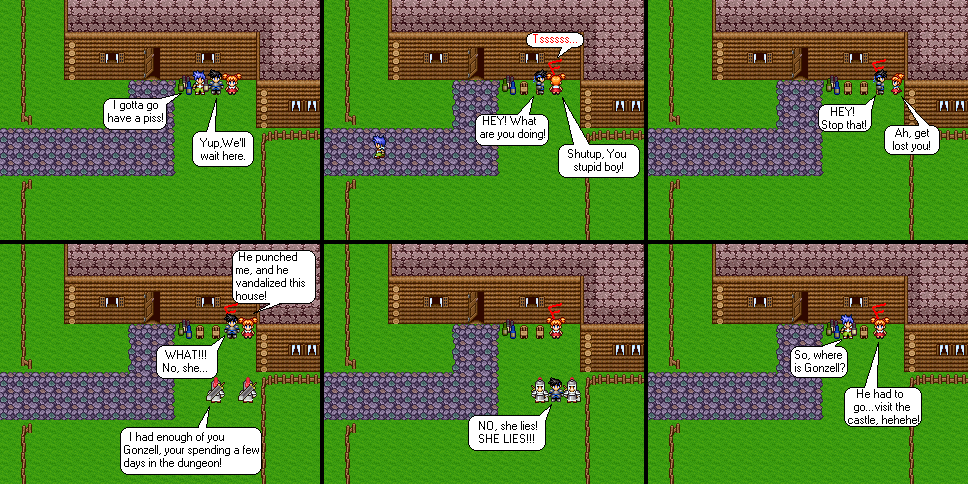 I gotta go
have a piss!
Yup,We'll
wait here.
Tssssss...
HEY! What
are you doing!
Shutup, You
stupid boy!
HEY!
Stop that!
Ah, get
lost you!
He punched
me, and he
vandalized this
house!
WHAT!!!
No, she...
I had enough of you
Gonzell, your spending a few
days in the dungeon!
NO, she lies!
SHE LIES!!!
So, where
is Gonzell?
He had to
go...visit the
castle, hehehe!